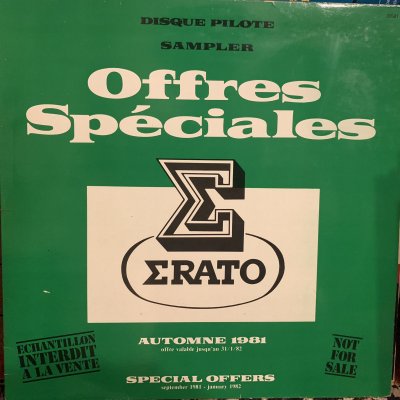 DISQUE PILOTE
SAMPLER
Offres
Spéciales
Σ
ΣRATO
AUTOMNE 1981
offre valable jusqu'au 31/1/82
ECHANTILLON
INTERDIT
A LA VENTE
NOT
FOR
SALE
SPECIAL OFFERS
september 1981 - january 1982